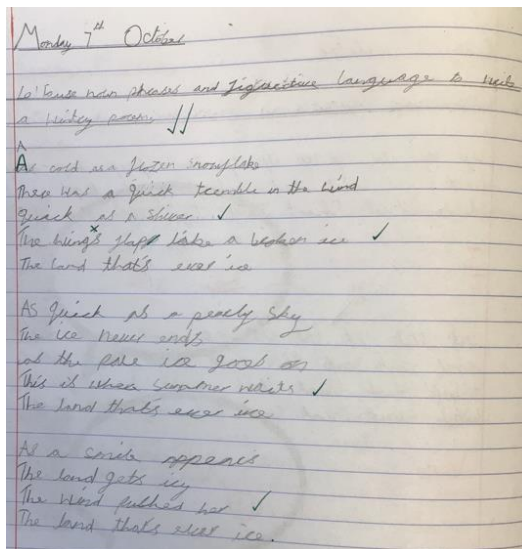 Monday 7th October
Lo: To use noun phrases and figurative language to write
a wintry poem
As cold as a frozen snowflake
There was a quick tremble in the wind
Quick as a shiver
The wings flap like a broken ice
The land that's ever ice
As quick as a pearly sky
The ice never ends
as the pale ice goes on
This is when summer waits
The land that's ever ice
As a smile appears
The land gets icy
The wind pulled her
The land that's ever ice.